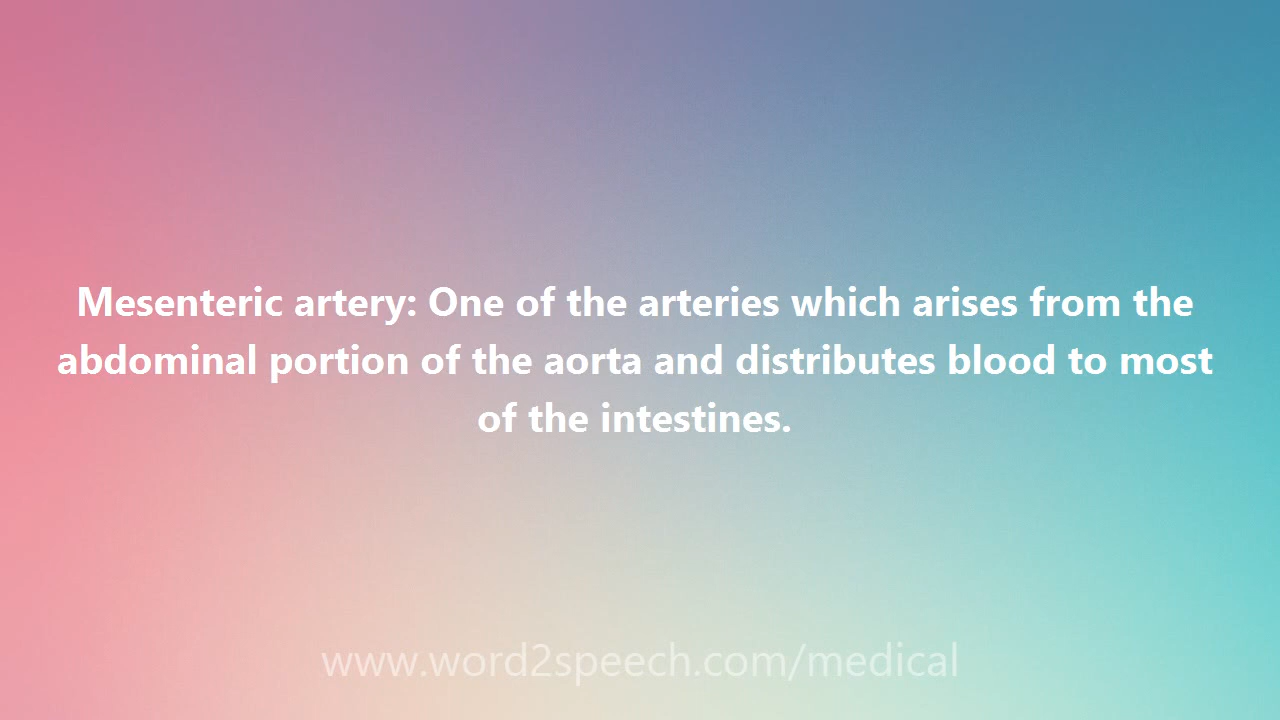 Mesenteric artery: One of the arteries which arises from the
abdominal portion of the aorta and distributes blood to most
of the intestines.
www.word2speech.com/medical